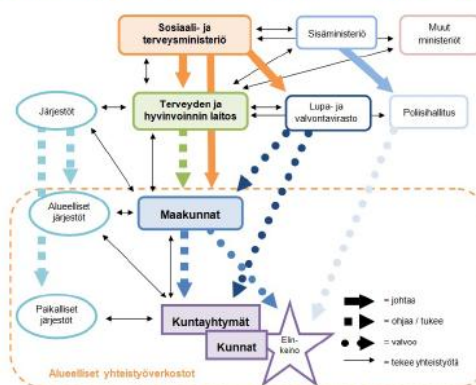 Sosiaali- ja
terveysministeriö
Sisäministeriö
Muut
ministeriöt
Järjestöt
Terveyden ja
hyvinvoinnin laitos
Lupa- ja
valvontavirasto
Poliisihallitus
Alueelliset
järjestöt
Maakunnat
Paikalliset
järjestöt
Kuntayhtymät
Kunnat
Elin-
keino
= johtaa
= ohjaa / tukee
= valvoo
= tekee yhteistyötä
Alueelliset yhteistyöverkostot